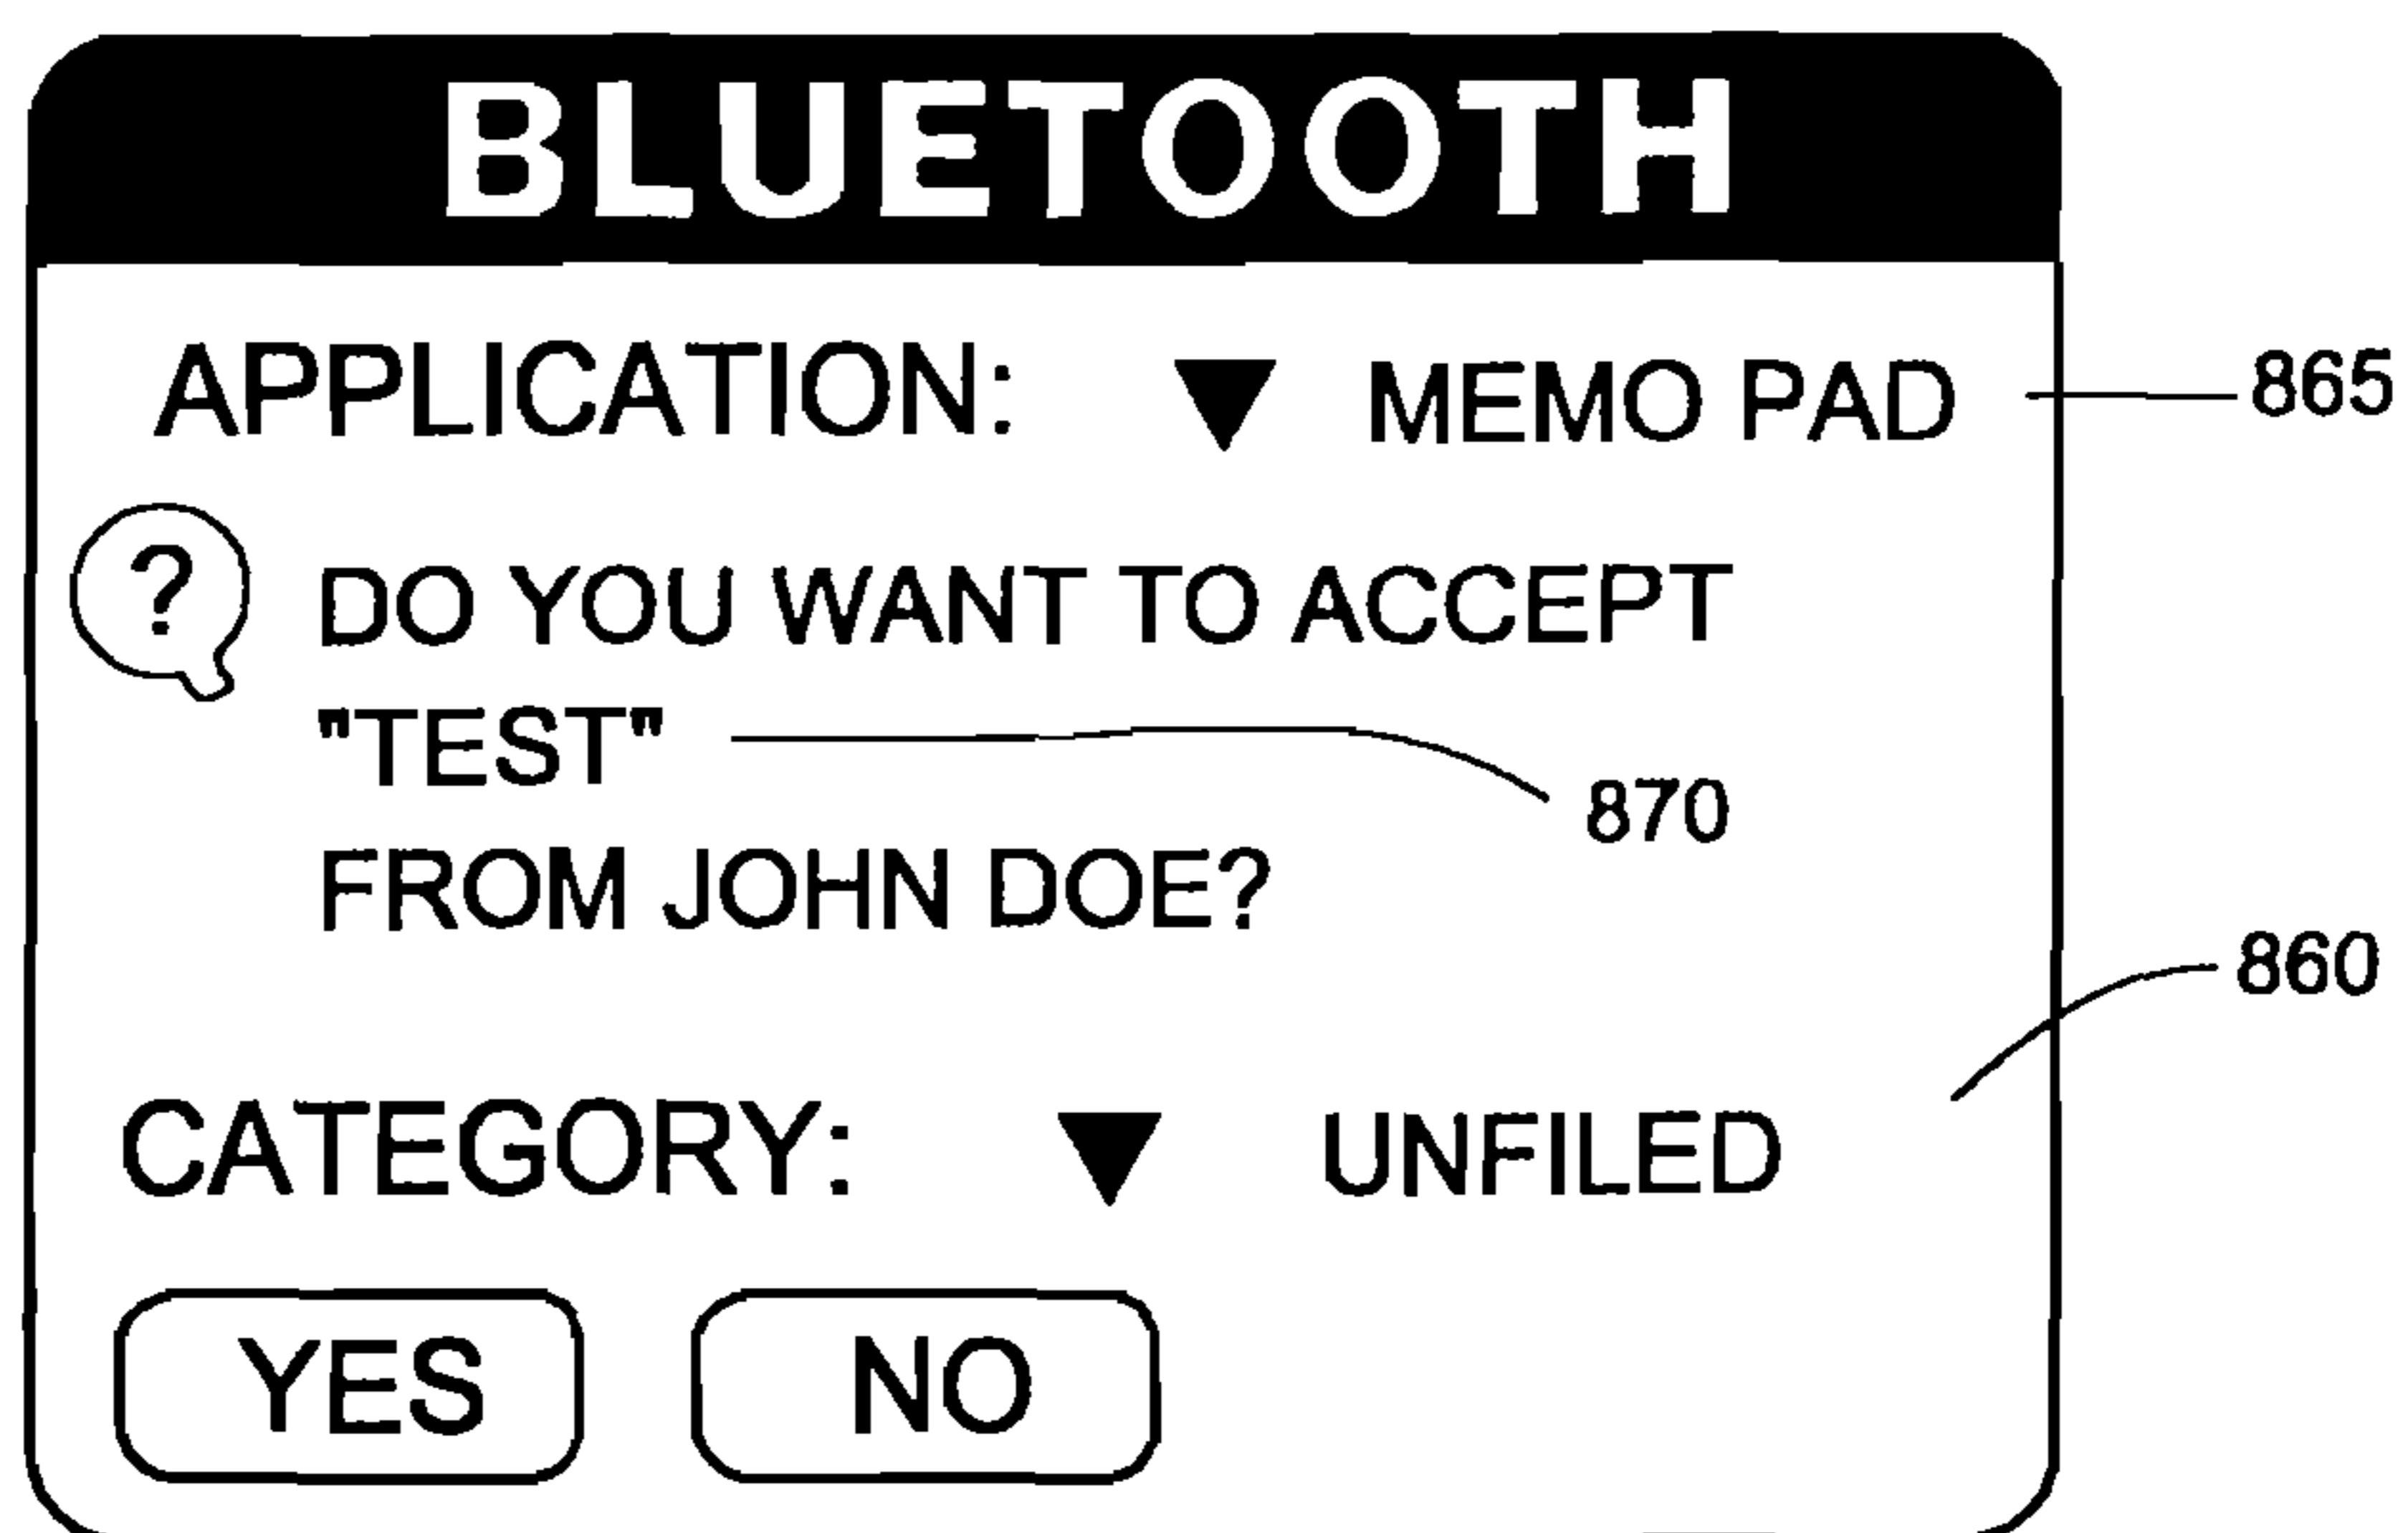 BLUETOOTH
APPLICATION: ▼ MEMO PAD 865
? DO YOU WANT TO ACCEPT
"TEST"
870
FROM JOHN DOE?
860
CATEGORY: ▼ UNFILED
YES NO